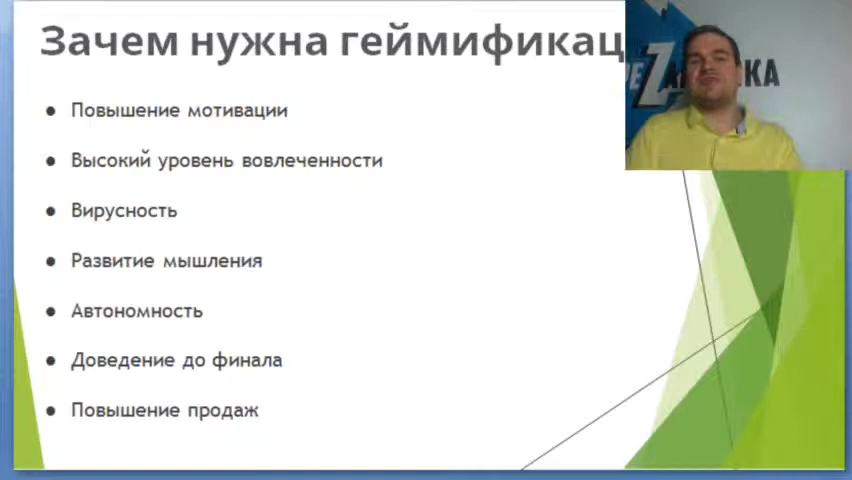 Зачем нужна геймификац
● Повышение мотивации
● Высокий уровень вовлеченности
● Вирусность
● Развитие мышления
● Автономность
● Доведение до финала
● Повышение продаж